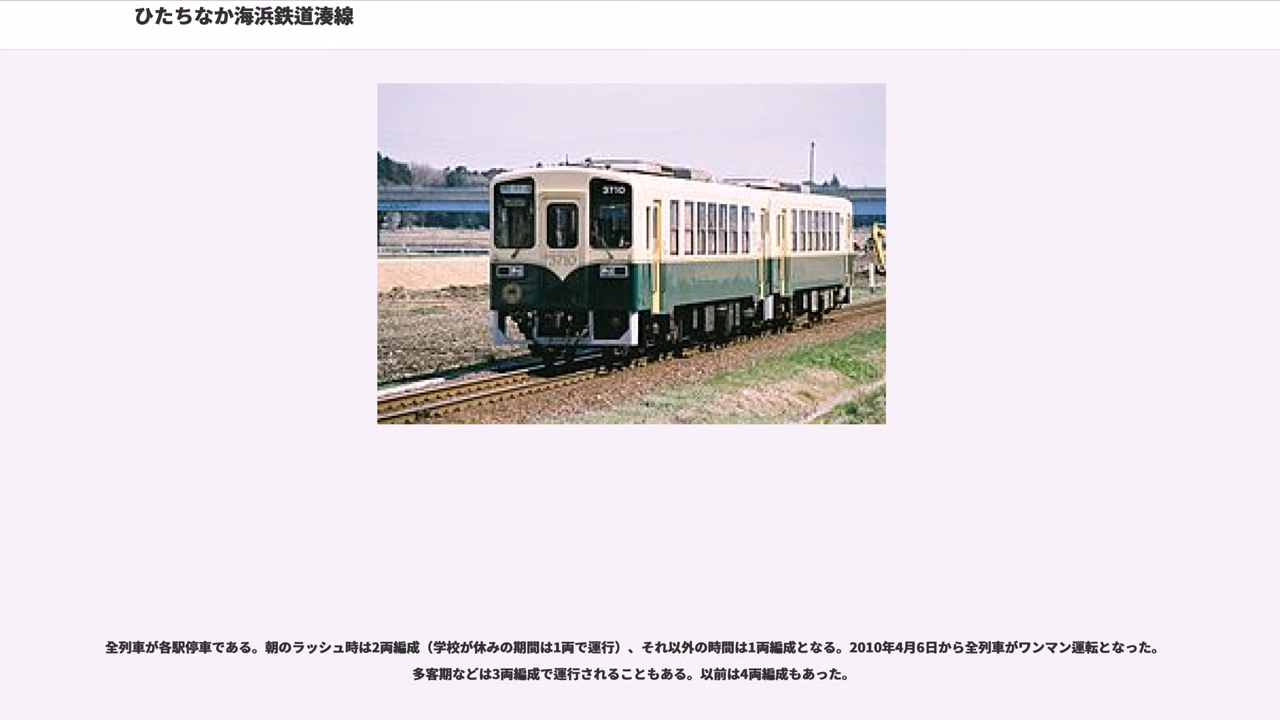 ひたちなか海浜鉄道湊線
3710
3710
全列車が各駅停車である。朝のラッシュ時は2両編成（学校が休みの期間は1両で運行）、それ以外の時間は1両編成となる。2010年4月6日から全列車がワンマン運転となった。
多客期などは3両編成で運行されることもある。以前は4両編成もあった。